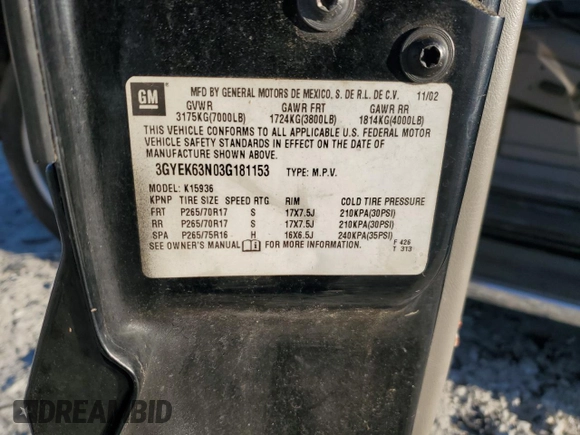 GM
MFD BY GENERAL MOTORS DE MEXICO, S. DE R.L. DE C.V. 11/02
GVWR GAWR FRT GAWR RR
3175KG(7000LB) 1724KG(3800LB) 1814KG(4000LB)
THIS VEHICLE CONFORMS TO ALL APPLICABLE U.S. FEDERAL MOTOR
VEHICLE SAFETY STANDARDS IN EFFECT ON THE DATE OF
MANUFACTURE SHOWN ABOVE.
3GYEK63N03G181153 TYPE: M.P.V.
MODEL: K15936
KPNP TIRE SIZE SPEED RTG RIM COLD TIRE PRESSURE
FRT P265/70R17 S 17X7.5J 210KPA(30PSI)
RR P265/70R17 S 17X7.5J 210KPA(30PSI)
SPA P265/75R16 H 16X6.5J 240KPA(35PSI)
SEE OWNER'S MANUAL FOR MORE INFORMATION.
F 426
T 313
DREAMBID